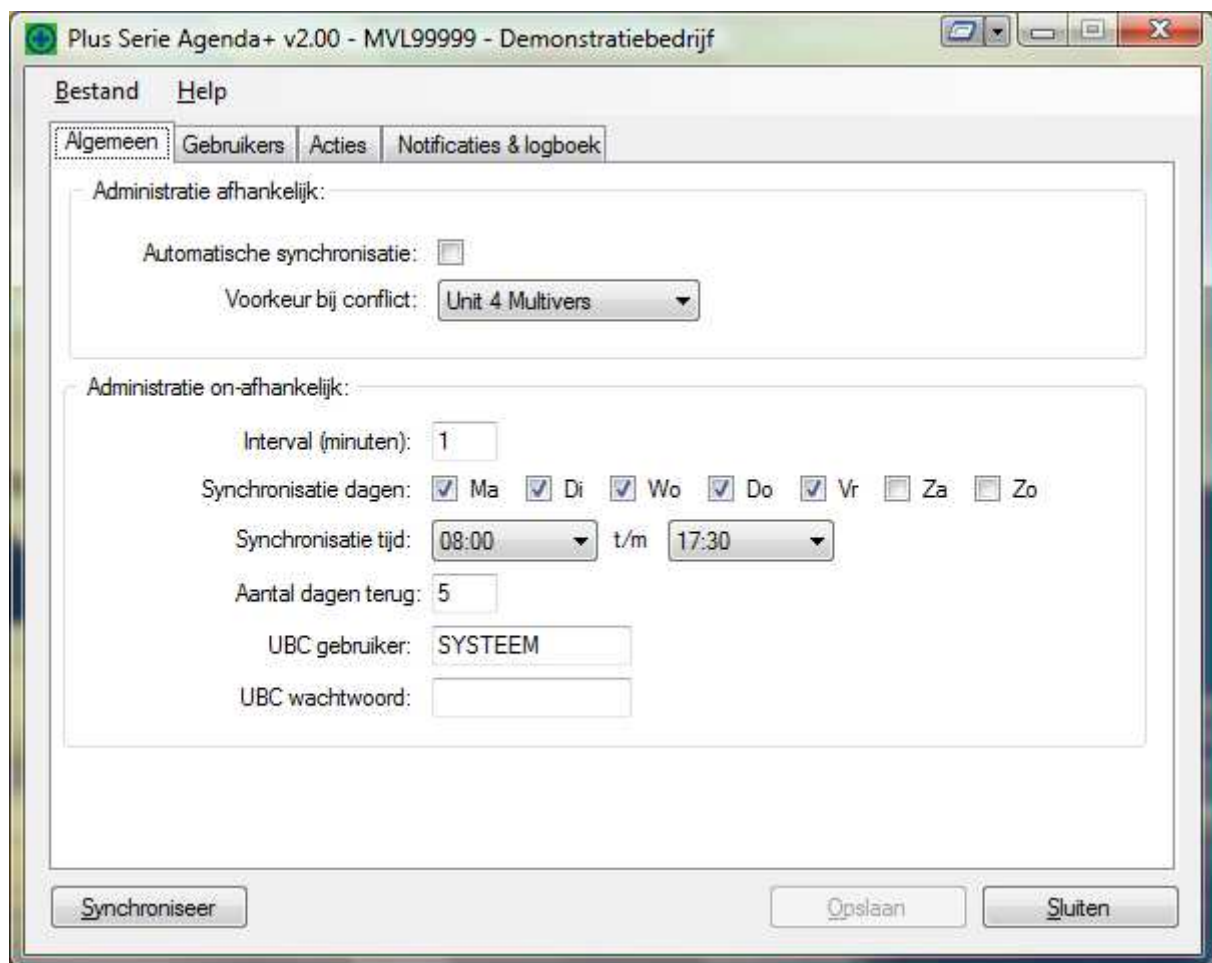 Plus Serie Agenda+ v2.00 - MVL99999 - Demonstratiebedrijf
Bestand Help
Algemeen Gebruikers Acties Notificaties & logboek
Administratie afhankelijk:
Automatische synchronisatie:
Voorkeur bij conflict: Unit 4 Multivers
Administratie on-afhankelijk:
Interval (minuten): 1
Synchronisatie dagen: Ma Di Wo Do Vr Za Zo
Synchronisatie tijd: 08:00 t/m 17:30
Aantal dagen terug: 5
UBC gebruiker: SYSTEEM
UBC wachtwoord:
Synchroniseer Opslaan Sluiten